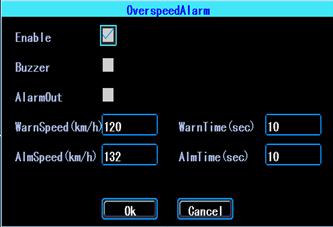 OverspeedAlarm
Enable
Buzzer
AlarmOut
WarnSpeed(km/h) 120 WarnTime(sec) 10
AlmSpeed(km/h) 132 AlmTime(sec) 10
Ok Cancel